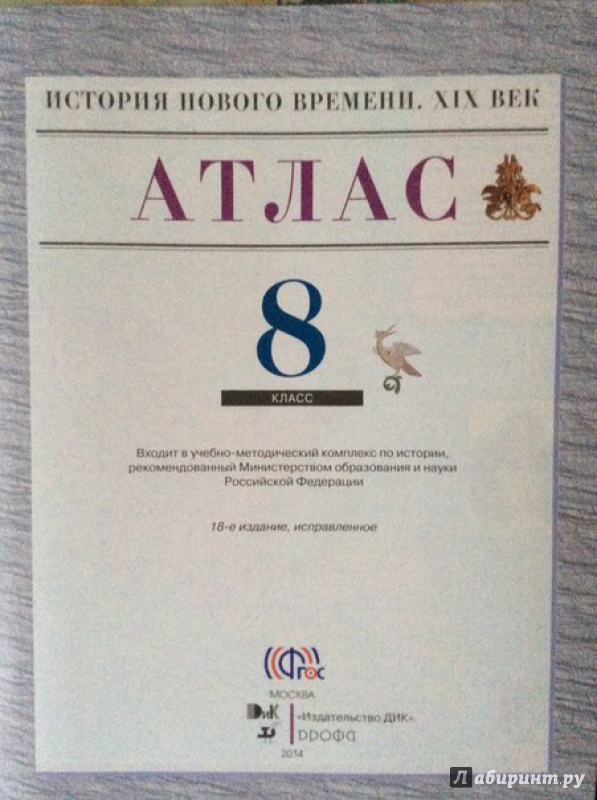 ИСТОРИЯ НОВОГО ВРЕМЕНИ. XIX ВЕК
АТЛАС
8
КЛАСС
Входит в учебно-методический комплекс по истории,
рекомендованный Министерством образования и науки
Российской Федерации
18-е издание, исправленное
ФГОС
МОСКВА
ДиК
«Издательство ДИК»
дрофа
2014
Лабиринт.ру